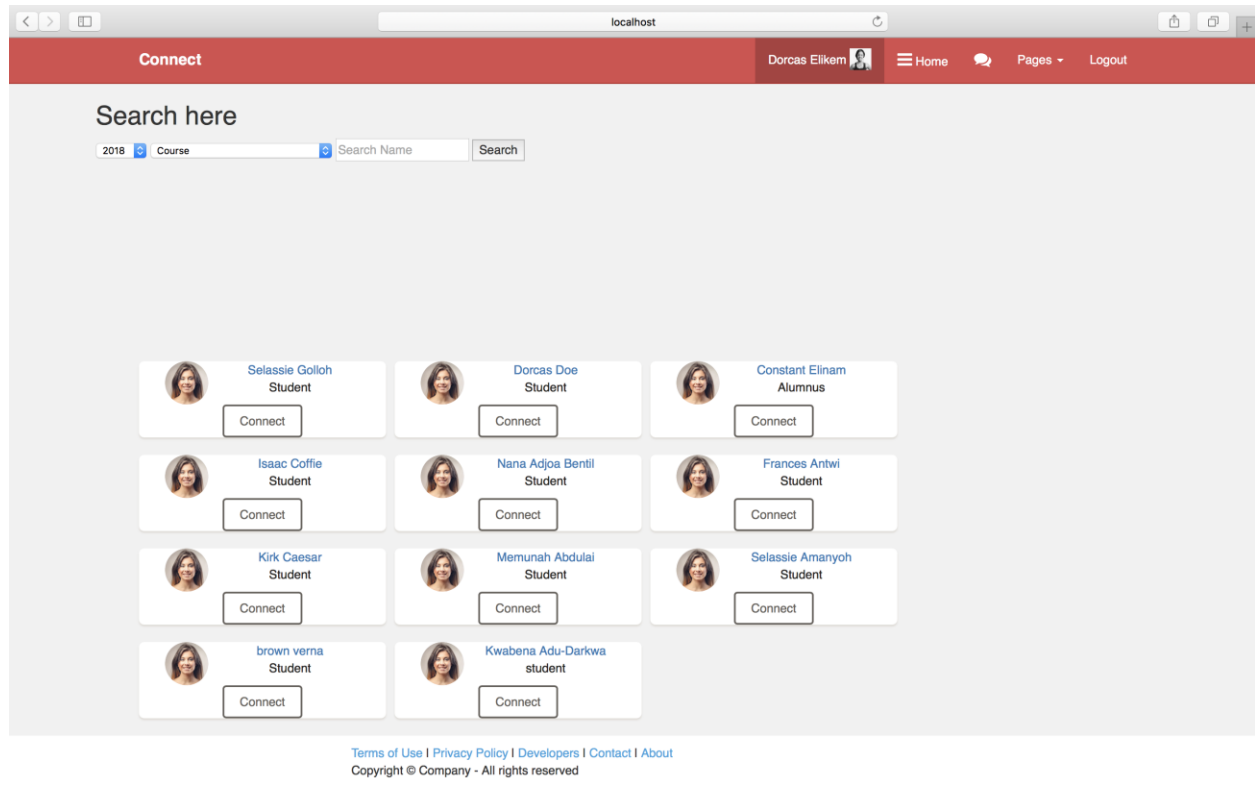 localhost
Connect Dorcas Elikem Home Pages Logout
Search here
2018 Course Search Name Search
Selassie Golloh Dorcas Doe Constant Elinam
Student Student Alumnus
Connect Connect Connect
Isaac Coffie Nana Adjoa Bentil Frances Antwi
Student Student Student
Connect Connect Connect
Kirk Caesar Memunah Abdulai Selassie Amanyoh
Student Student Student
Connect Connect Connect
brown verna Kwabena Adu-Darkwa
Student student
Connect Connect
Terms of Use I Privacy Policy I Developers I Contact I About
Copyright © Company - All rights reserved